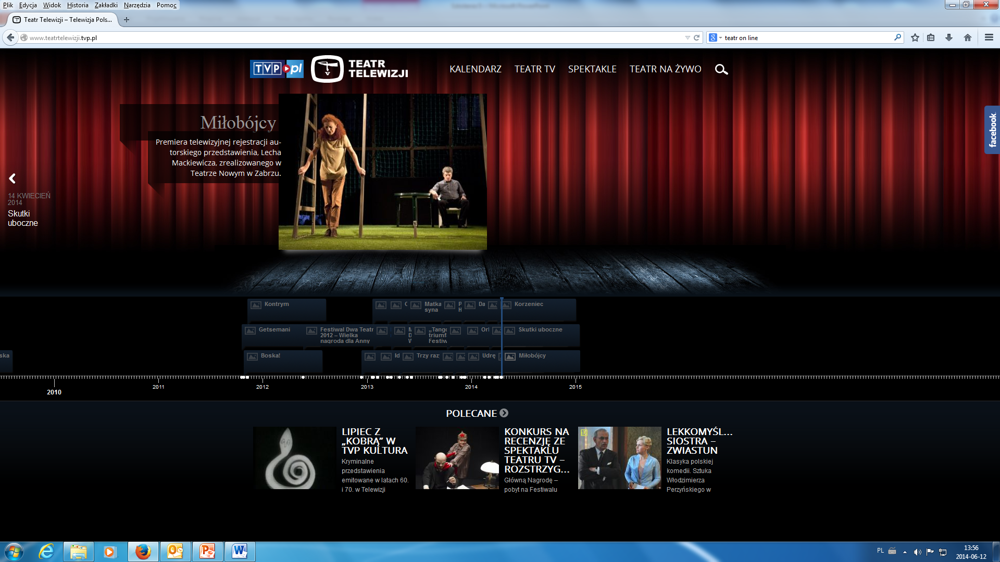 Plik Edycja Widok Historia Zakładki Narzędzia Pomoc
Teatr Telewizji – Telewizja Pols...
www.teatrtelewizji.tvp.pl
teatr on line
TVP pl
TEATR
TELEWIZJI
KALENDARZ TEATR TV SPEKTAKLE TEATR NA ŻYWO
facebook
Miłobójcy
Premiera telewizyjnej rejestracji au-
torskiego przedstawienia, Lecha
Mackiewicza, zrealizowanego w
Teatrze Nowym w Zabrzu.
14 KWIECIEŃ
2014
Skutki
uboczne
Kontrym
Matka
syna
Da
Korzeniec
Getsemani
Festiwal Dwa Teatr
2012 – Wielka
nagroda dla Anny
„Tango
triumf
Festiw
Orl
Skutki uboczne
ska
Boska!
Id
Trzy razy
Udrę
Miłobójcy
2010 2011 2012 2013 2014 2015
POLECANE
LIPIEC Z
„KOBRĄ” W
TVP KULTURA
Kryminalne
przedstawienia
emitowane w latach 60.
i 70. w Telewizji
KONKURS NA
RECENZJĘ ZE
SPEKTAKLU
TEATRU TV –
ROZSTRZYG...
Główną Nagrodę –
pobyt na Festiwalu
LEKKOMYŚL...
SIOSTRA –
ZWIASTUN
Klasyka polskiej
komedii. Sztuka
Włodzimierza
Perzyńskiego w
PL
13:56
2014-06-12